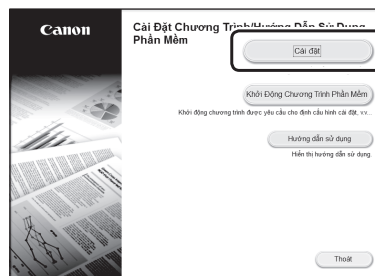 Canon
Cài Đặt Chương Trình/Hướng Dẫn Sử Dụng
Phần Mềm
Cài đặt
Khởi Động Chương Trình Phần Mềm
Khởi động chương trình được yêu cầu cho định cấu hình cài đặt, v.v...
Hướng dẫn sử dụng
Hiển thị hướng dẫn sử dụng.
Thoát